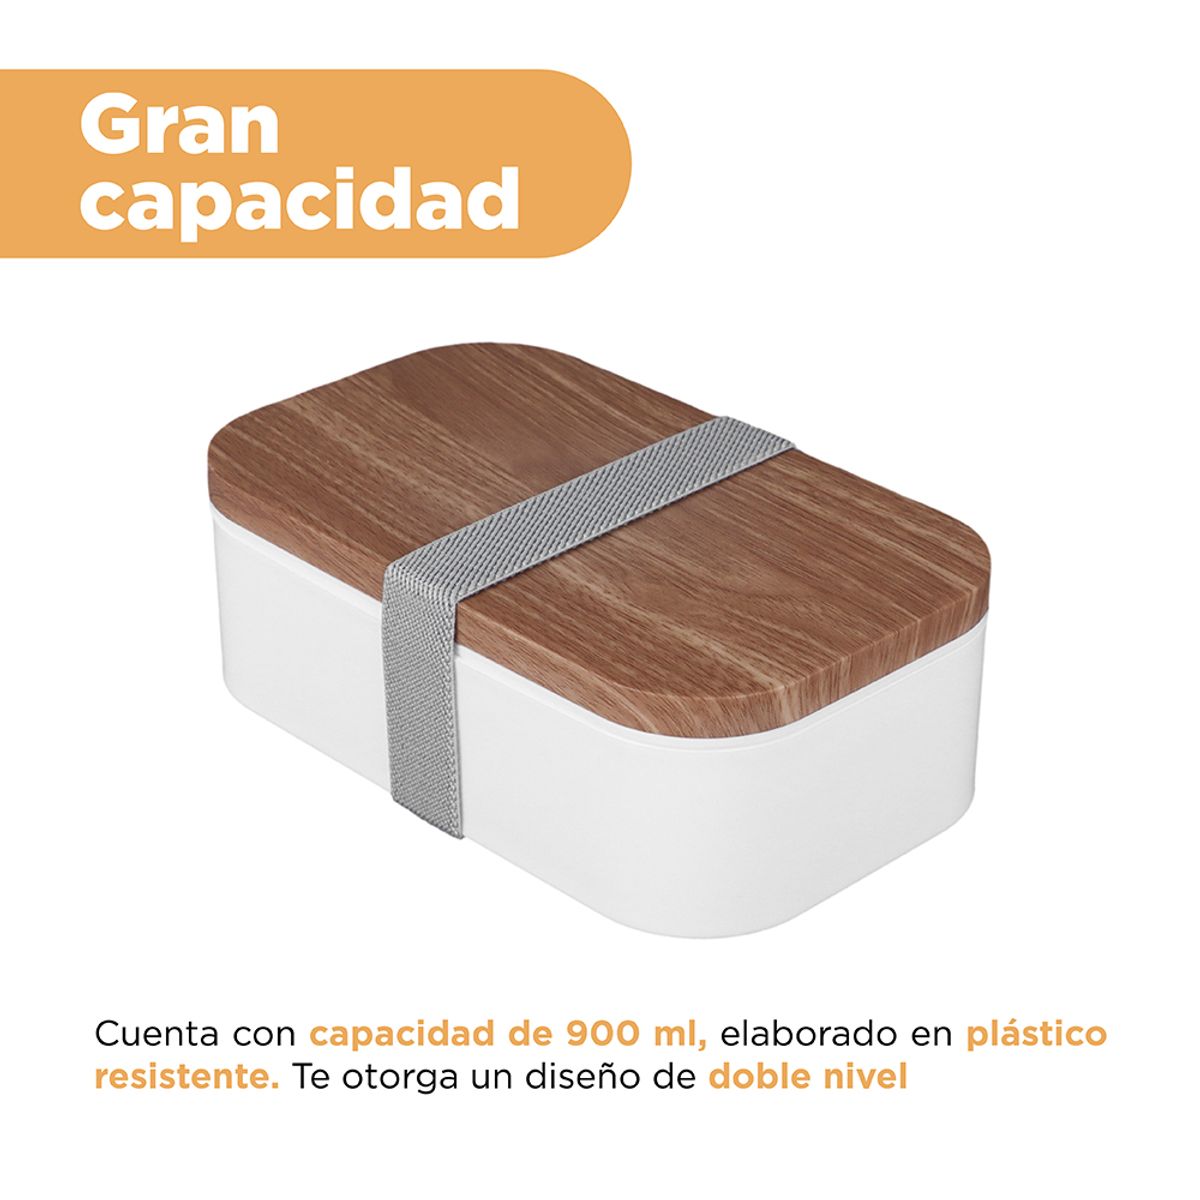 Gran
capacidad
Cuenta con capacidad de 900 ml, elaborado en plástico
resistente. Te otorga un diseño de doble nivel